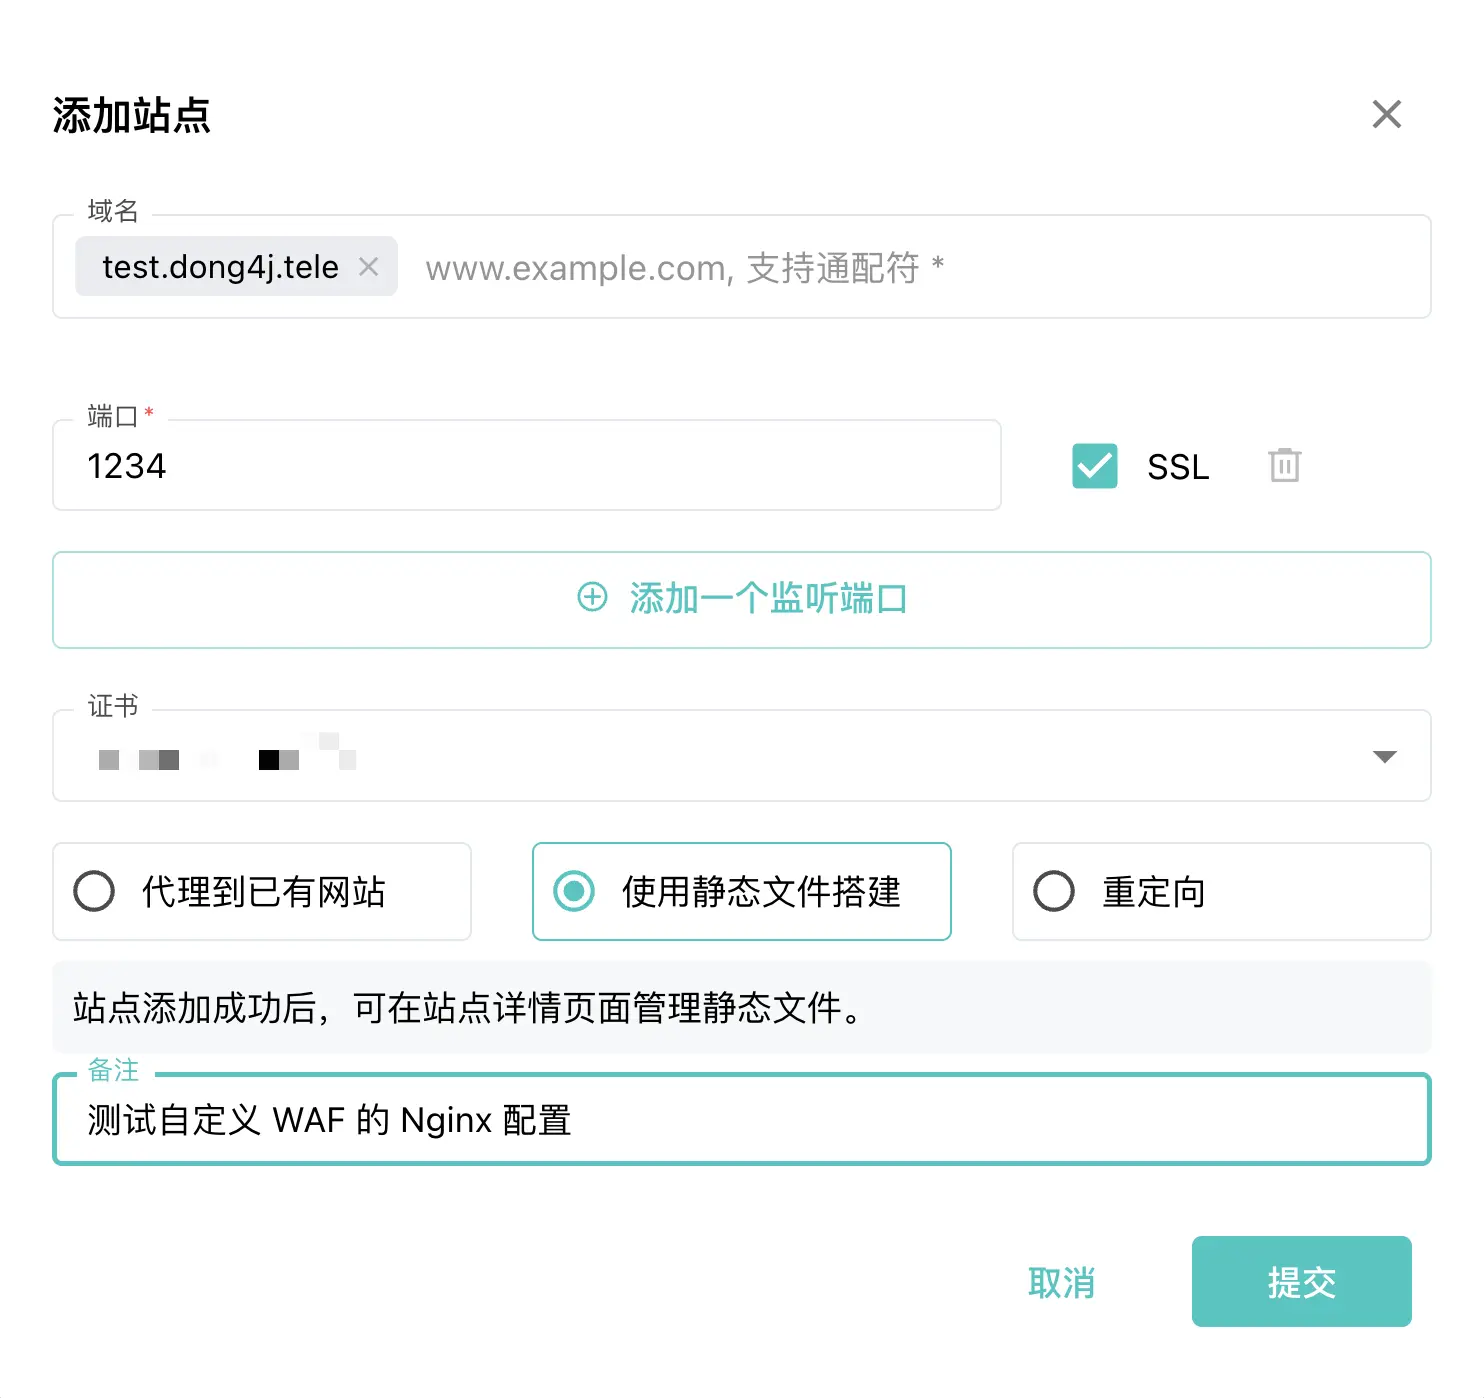 添加站点
域名
test.dong4j.tele www.example.com, 支持通配符 *
端口 *
1234 SSL
添加一个监听端口
证书
代理到已有网站 使用静态文件搭建 重定向
站点添加成功后，可在站点详情页面管理静态文件。
备注
测试自定义 WAF 的 Nginx 配置
取消 提交